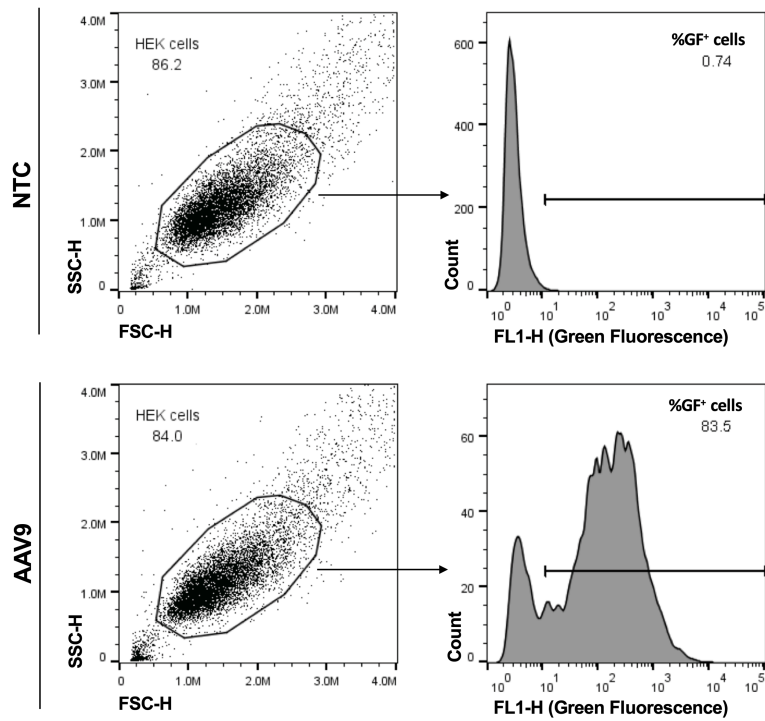 NTC
HEK cells
86.2
4.0M
3.0M
2.0M
1.0M
0
SSC-H
0
1.0M
2.0M
3.0M
4.0M
FSC-H
%GF⁺ cells
0.74
600
400
200
0
Count
10⁰
10¹
10²
10³
10⁴
10⁵
FL1-H (Green Fluorescence)
AAV9
HEK cells
84.0
4.0M
3.0M
2.0M
1.0M
0
SSC-H
0
1.0M
2.0M
3.0M
4.0M
FSC-H
%GF⁺ cells
83.5
60
40
20
0
Count
10⁰
10¹
10²
10³
10⁴
10⁵
FL1-H (Green Fluorescence)